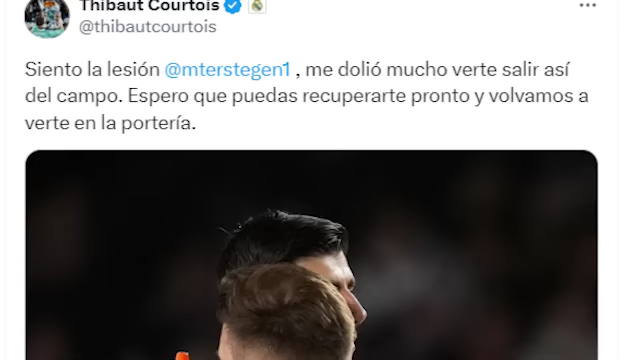 Thibaut Courtois
@thibautcourtois
Siento la lesión @mterstegen1 , me dolió mucho verte salir así
del campo. Espero que puedas recuperarte pronto y volvamos a
verte en la portería.